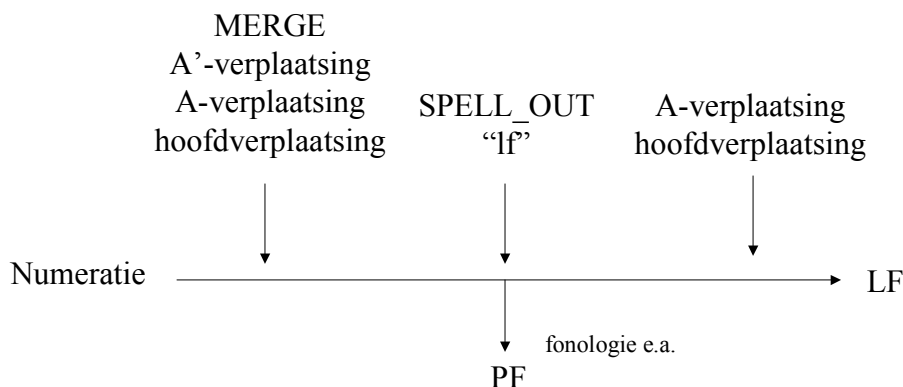 MERGE
A’-verplaatsing
A-verplaatsing
hoofdverplaatsing
SPELL_OUT
“lf”
A-verplaatsing
hoofdverplaatsing
Numeratie
LF
fonologie e.a.
PF